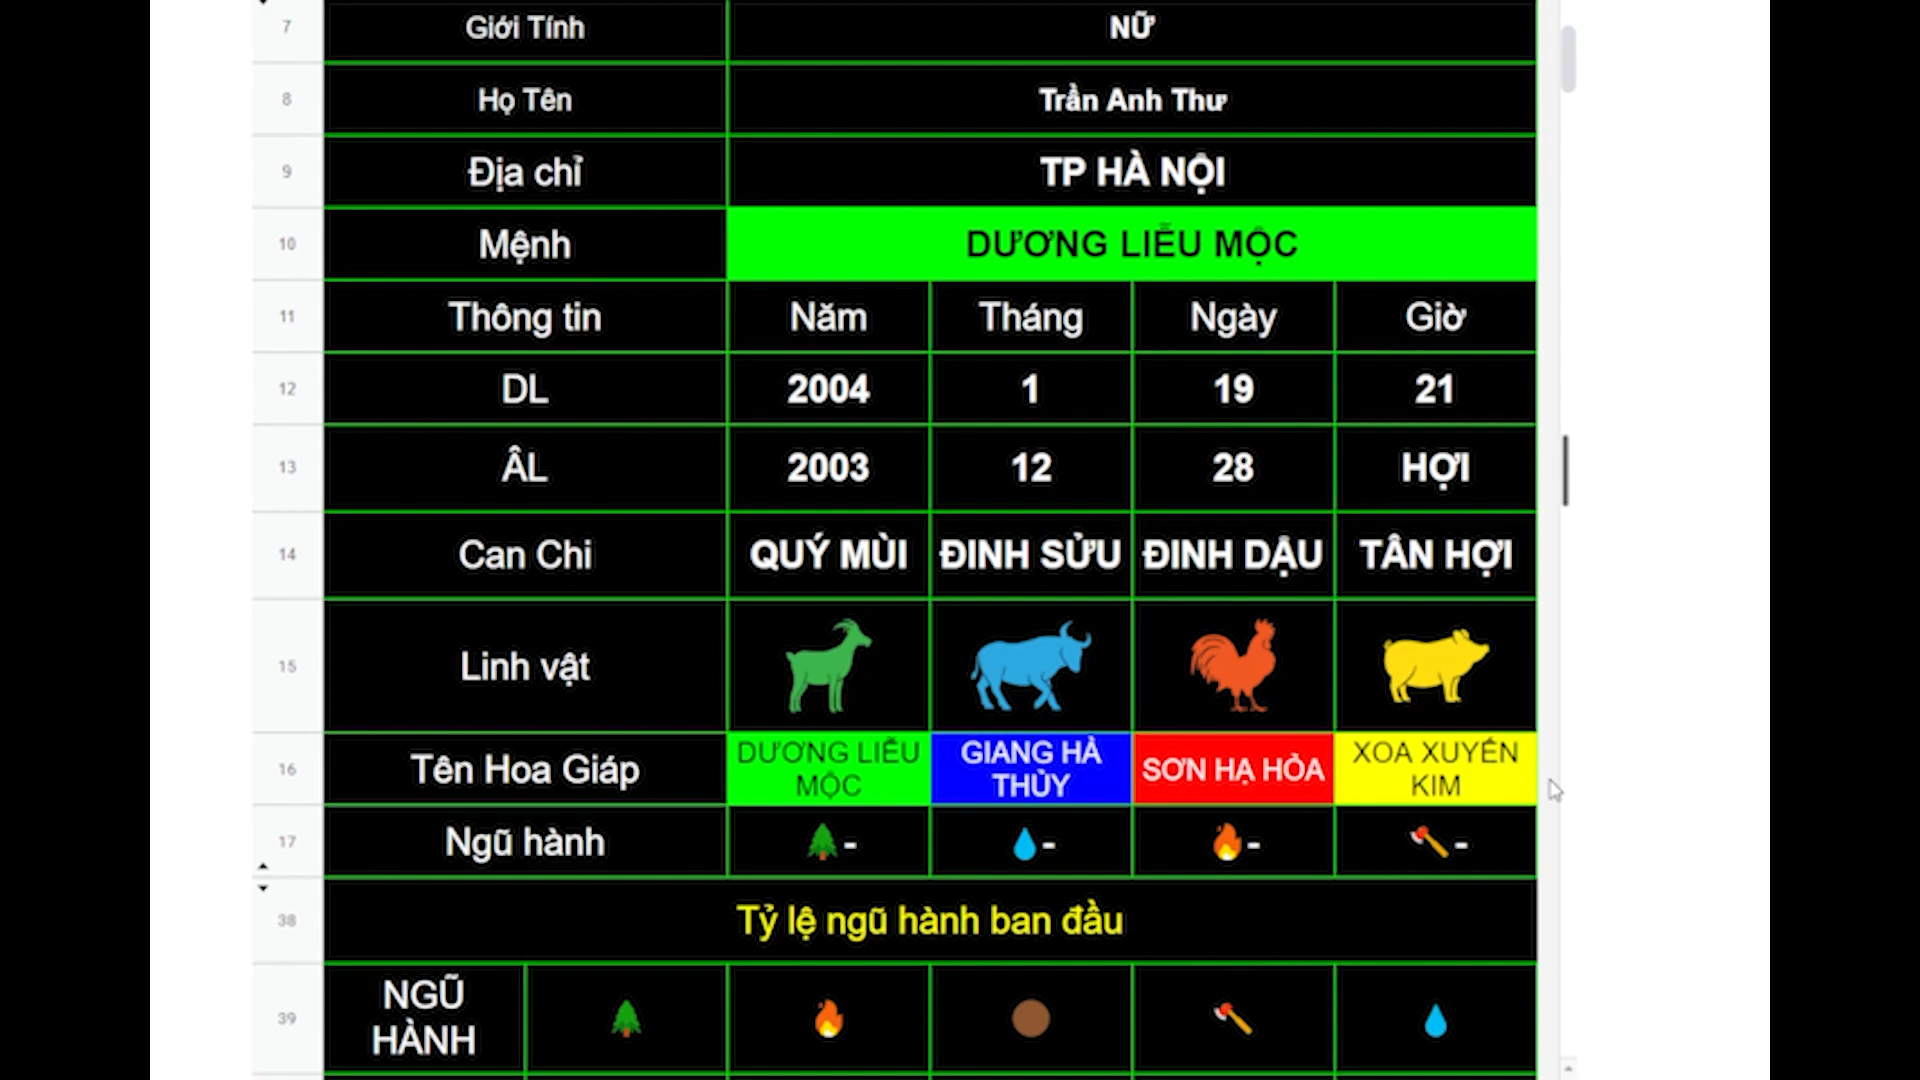 7 Giới Tính NỮ
8 Họ Tên Trần Anh Thư
9 Địa chỉ TP HÀ NỘI
10 Mệnh DƯƠNG LIỄU MỘC
11 Thông tin Năm Tháng Ngày Giờ
12 DL 2004 1 19 21
13 ÂL 2003 12 28 HỢI
14 Can Chi QUÝ MÙI ĐINH SỬU ĐINH DẬU TÂN HỢI
15 Linh vật
16 Tên Hoa Giáp DƯƠNG LIỄU MỘC GIANG HÀ THỦY SƠN HẠ HỎA XOA XUYẾN KIM
17 Ngũ hành - - - -
38 Tỷ lệ ngũ hành ban đầu
39 NGŨ HÀNH